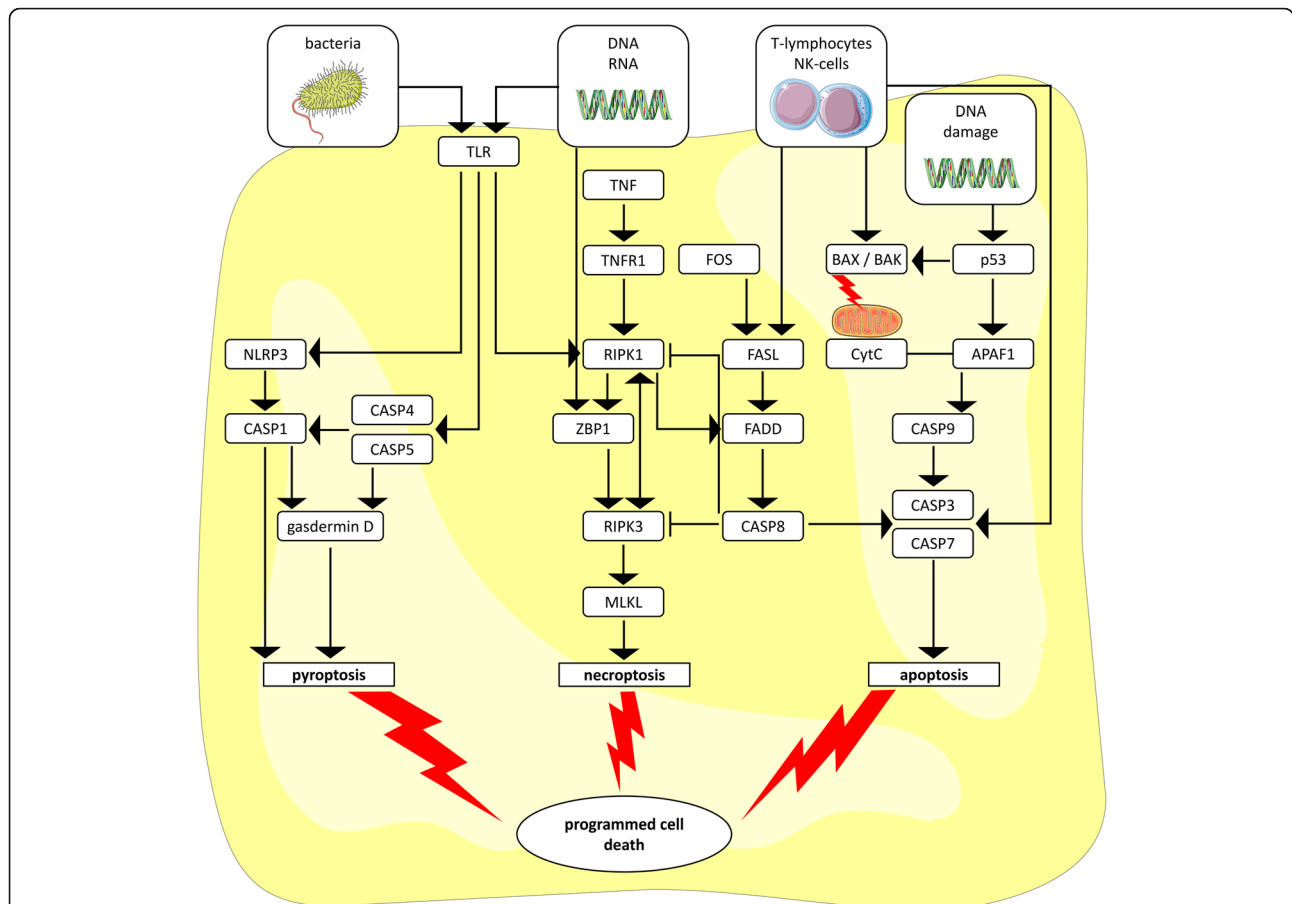 bacteria
DNA
RNA
T-lymphocytes
NK-cells
DNA
damage
TLR
TNF
TNFR1
FOS
BAX / BAK
p53
NLRP3
RIPK1
FASL
CytC
APAF1
CASP4
CASP1
CASP5
ZBP1
FADD
CASP9
gasdermin D
RIPK3
CASP8
CASP3
CASP7
MLKL
pyroptosis
necroptosis
apoptosis
programmed cell
death